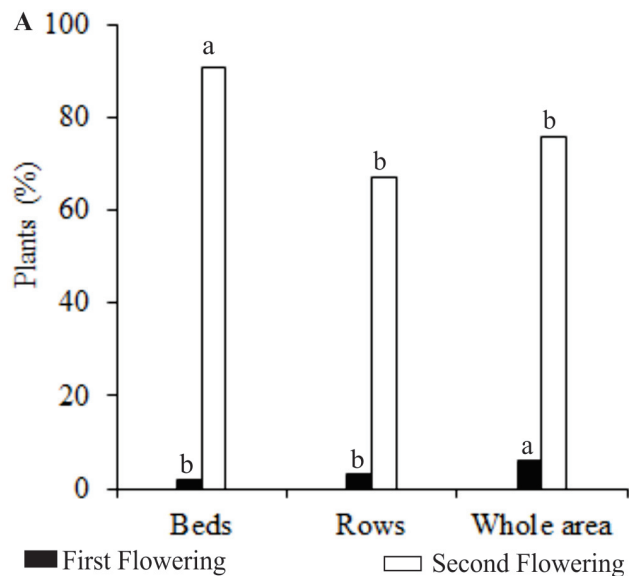 A
100
80
60
40
20
0
Plants (%)
a
b
b
b
b
a
Beds Rows Whole area
First Flowering Second Flowering